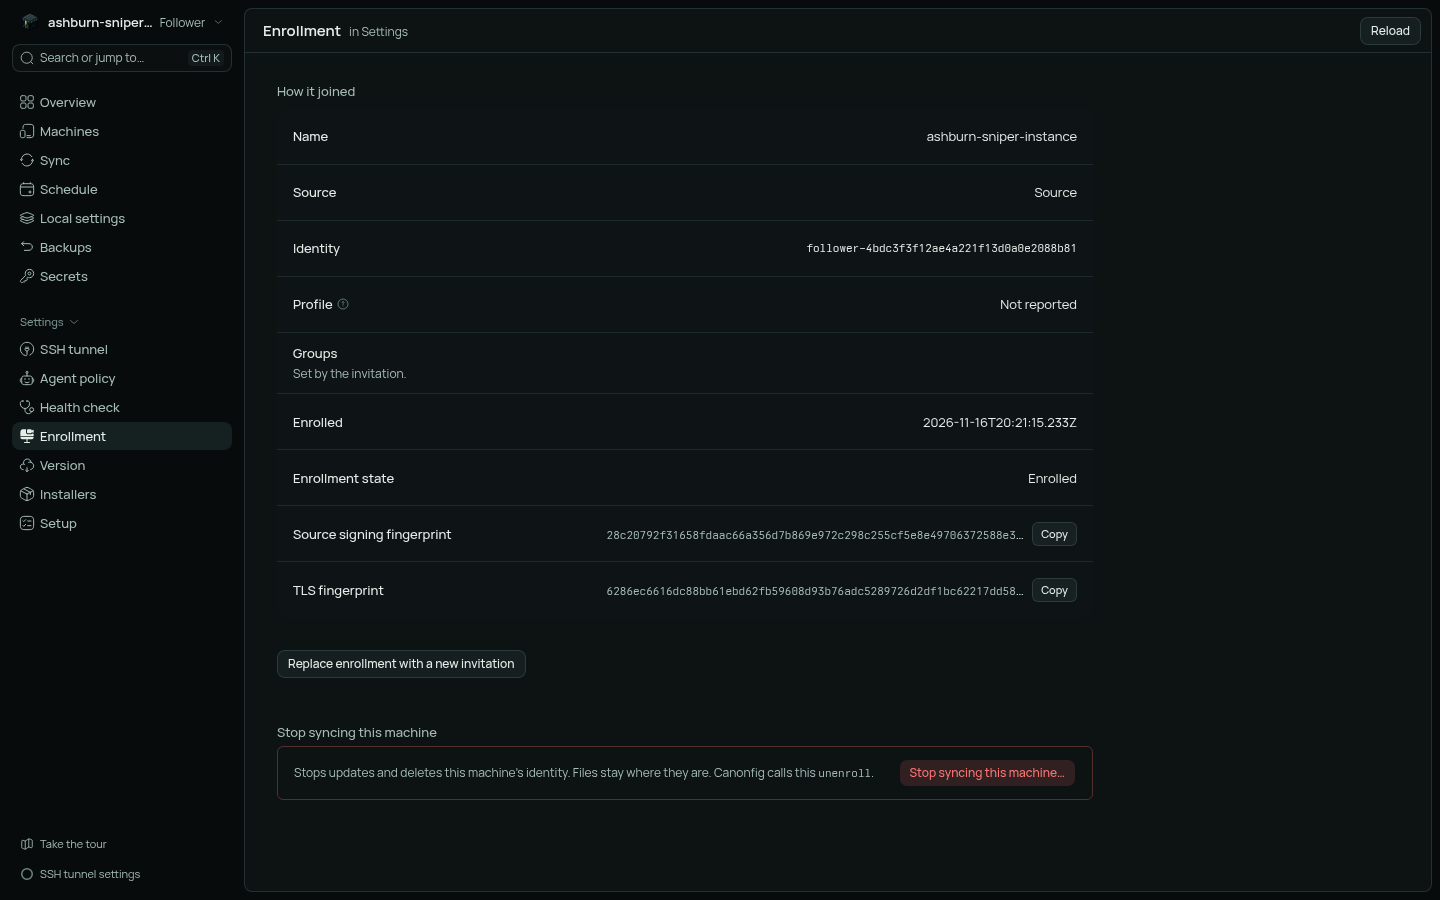 ashburn-sniper... Follower
Search or jump to... Ctrl K
Overview
Machines
Sync
Schedule
Local settings
Backups
Secrets
Settings
SSH tunnel
Agent policy
Health check
Enrollment
Version
Installers
Setup
Take the tour
SSH tunnel settings
Enrollment in Settings
Reload
How it joined
Name ashburn-sniper-instance
Source Source
Identity follower-4bdc3f3f12ae4a221f13d0a0e2088b81
Profile Not reported
Groups
Set by the invitation.
Enrolled 2026-11-16T20:21:15.233Z
Enrollment state Enrolled
Source signing fingerprint 28c20792f31658fdaac66a356d7b869e972c298c255cf5e8e49706372588e3... Copy
TLS fingerprint 6286ec6616dc88bb61ebd62fb59608d93b76adc5289726d2df1bc62217dd58... Copy
Replace enrollment with a new invitation
Stop syncing this machine
Stops updates and deletes this machine's identity. Files stay where they are. Canonfig calls this unenroll. Stop syncing this machine...